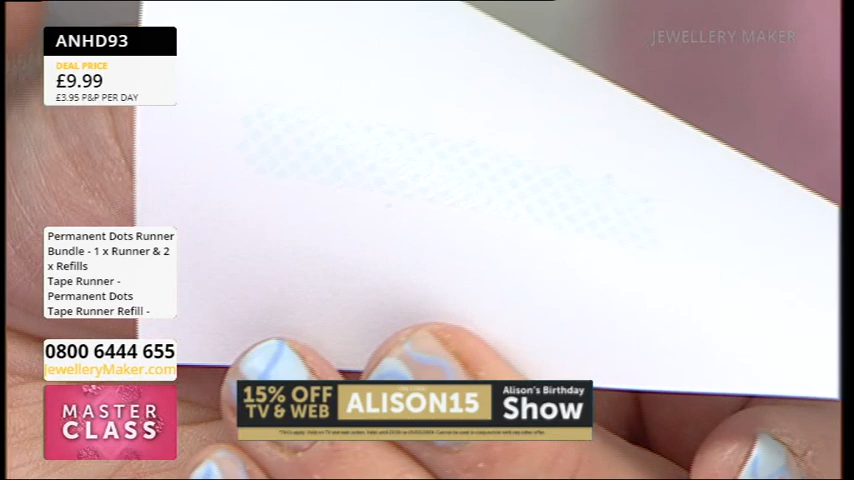 ANHD93
DEAL PRICE
£9.99
£3.95 P&P PER DAY
JEWELLERY MAKER
Permanent Dots Runner
Bundle - 1 x Runner & 2
x Refills
Tape Runner -
Permanent Dots
Tape Runner Refill -
0800 6444 655
JewelleryMaker.com
MASTER
CLASS
15% OFF
TV & WEB
ALISON15
Alison's Birthday
Show